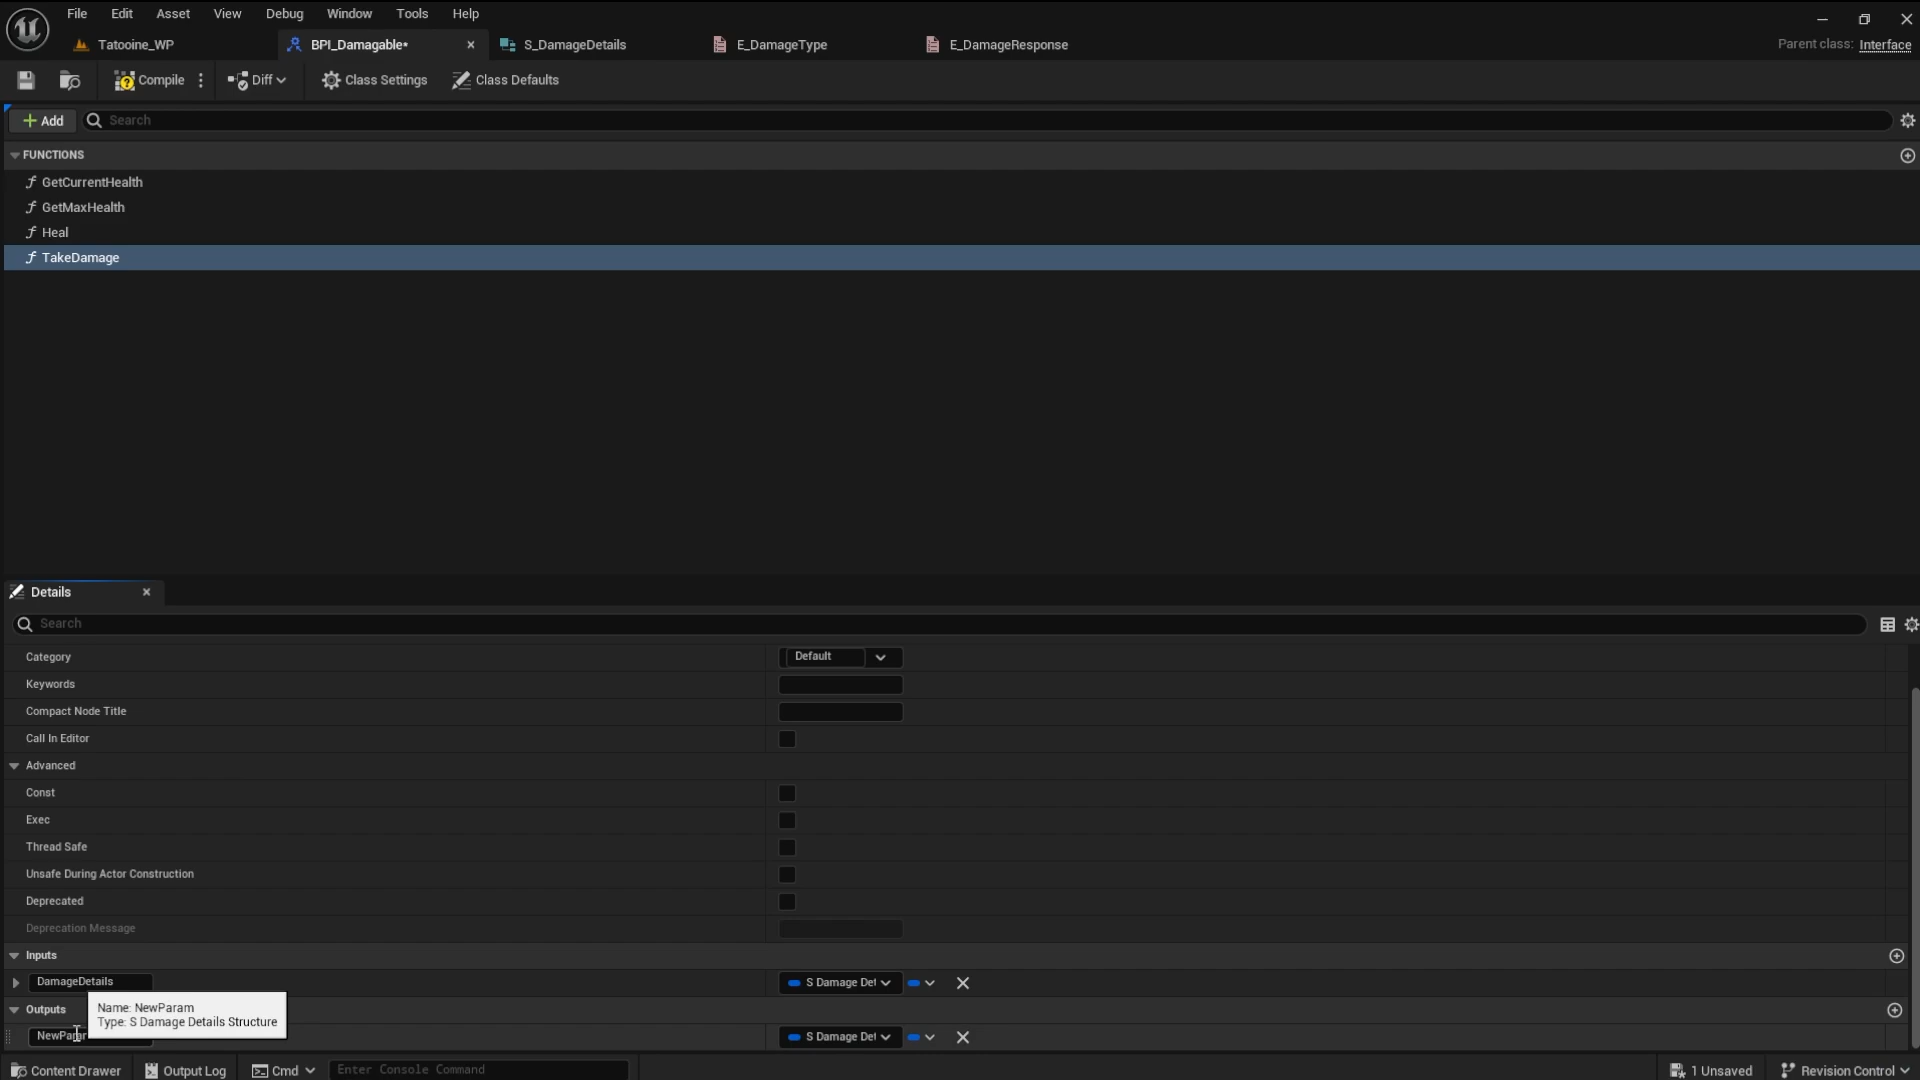 File Edit Asset View Debug Window Tools Help
Tatooine_WP BPI_Damagable* S_DamageDetails E_DamageType E_DamageResponse Parent class: Interface
Compile Diff Class Settings Class Defaults
Add Search
FUNCTIONS
GetCurrentHealth
GetMaxHealth
Heal
TakeDamage
Details
Search
Category Default
Keywords
Compact Node Title
Call In Editor
Advanced
Const
Exec
Thread Safe
Unsafe During Actor Construction
Deprecated
Deprecation Message
Inputs
DamageDetails S Damage Det
Name: NewParam
Outputs
Type: S Damage Details Structure
NewParam S Damage Det
Content Drawer Output Log Cmd Enter Console Command 1 Unsaved Revision Control